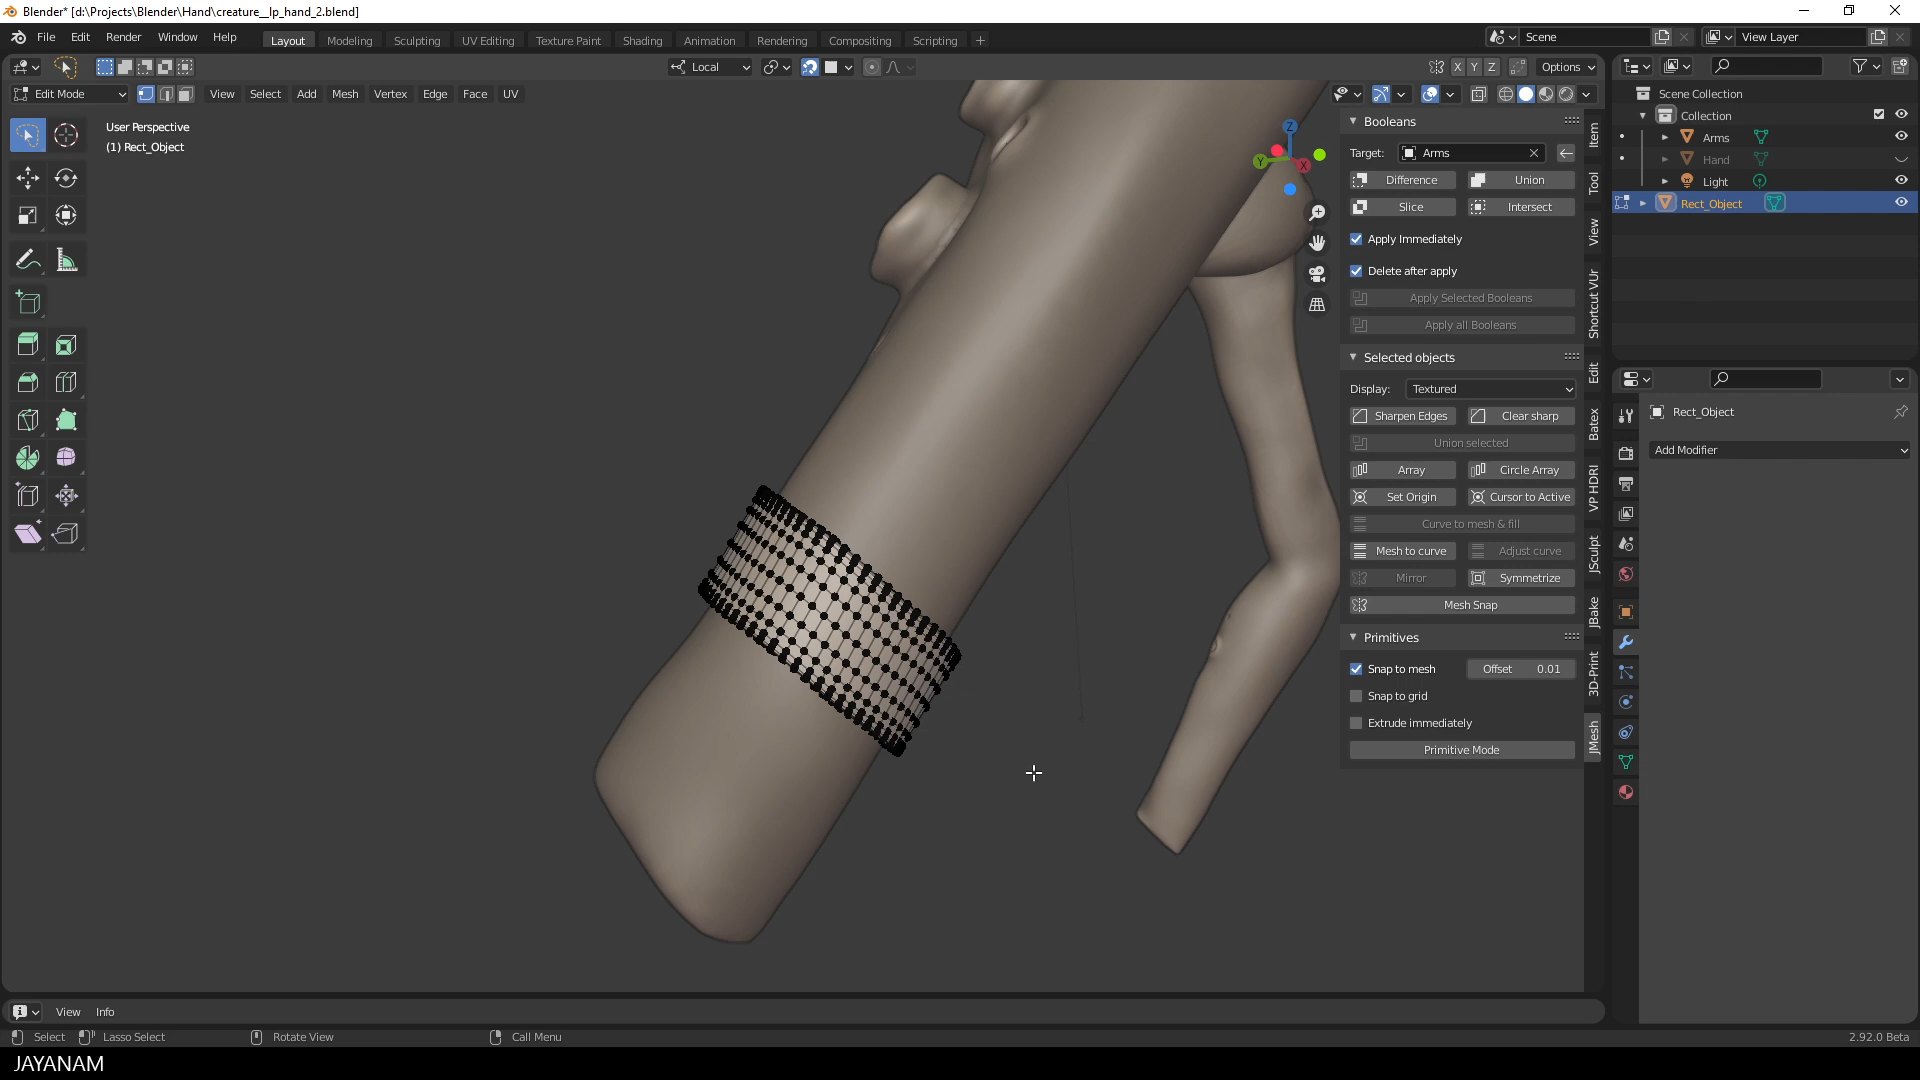 Blender* [d:\Projects\Blender\Hand\creature__lp_hand_2.blend]
File Edit Render Window Help
Layout Modeling Sculpting UV Editing Texture Paint Shading Animation Rendering Compositing Scripting +
Scene
View Layer
Local
X Y Z
Options
Edit Mode
View Select Add Mesh Vertex Edge Face UV
User Perspective
(1) Rect_Object
Z
Y
X
Booleans
Target: Arms
Difference Union
Slice Intersect
Apply Immediately
Delete after apply
Apply Selected Booleans
Apply all Booleans
Selected objects
Display: Textured
Sharpen Edges Clear sharp
Union selected
Array Circle Array
Set Origin Cursor to Active
Curve to mesh & fill
Mesh to curve Adjust curve
Mirror Symmetrize
Mesh Snap
Primitives
Snap to mesh Offset 0.01
Snap to grid
Extrude immediately
Primitive Mode
Item
Tool
View
Shortcut VUr
Edit
Batex
VP HDRI
JSculpt
JBake
3D-Print
JMesh
Scene Collection
Collection
Arms
Hand
Light
Rect_Object
Rect_Object
Add Modifier
View Info
Select Lasso Select Rotate View Call Menu
2.92.0 Beta
JAYANAM